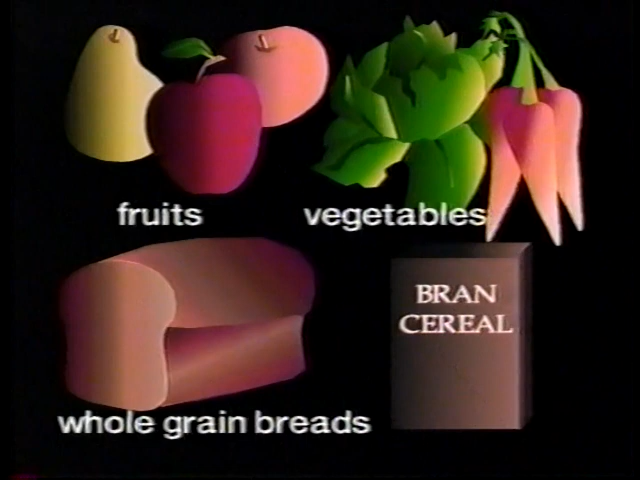 fruits
vegetables
BRAN
CEREAL
whole grain breads